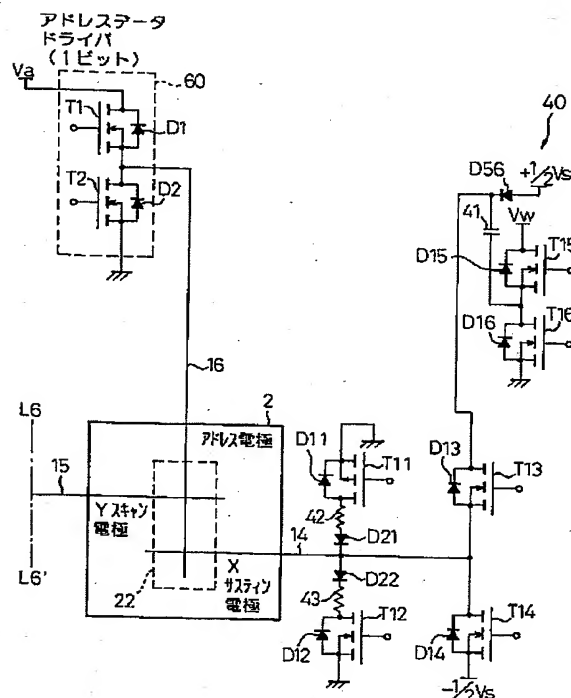 アドレスデータ
ドライバ
(1ビット)
Va
60
T1
D1
T2
D2
40
+1/2Vs
D56
41
Vw
D15
T15
D16
T16
16
L6
2
アドレス電極
D11
T11
D13
T13
15
42
Yスキャン
電極
14
D21
X
サスティン
電極
D22
L6'
22
43
T12
D12
D14
T14
-1/2Vs